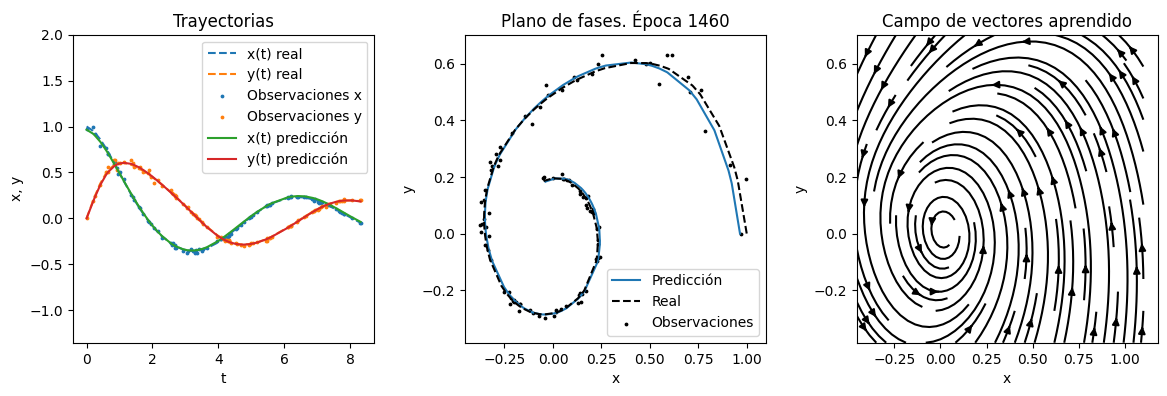 Trayectorias
x, y
2.0
1.5
1.0
0.5
0.0
−0.5
−1.0
0
2
4
6
8
t
x(t) real
y(t) real
Observaciones x
Observaciones y
x(t) predicción
y(t) predicción
Plano de fases. Época 1460
y
0.6
0.4
0.2
0.0
−0.2
−0.25
0.00
0.25
0.50
0.75
1.00
x
Predicción
Real
Observaciones
Campo de vectores aprendido
y
0.6
0.4
0.2
0.0
−0.2
−0.25
0.00
0.25
0.50
0.75
1.00
x